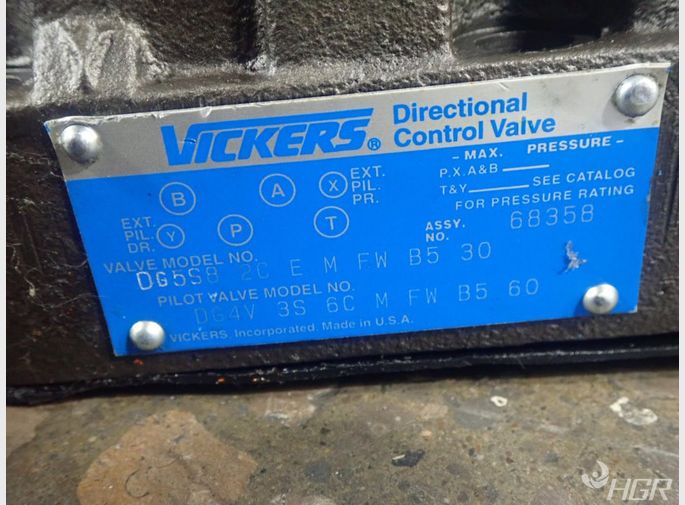 VICKERS® Directional
Control Valve
- MAX. PRESSURE -
P.X.A&B
T&Y SEE CATALOG
FOR PRESSURE RATING
B A X EXT.
PIL.
PR.
EXT.
PIL.
DR. Y P T
ASSY.
NO. 68358
VALVE MODEL NO.
DG5S8 2C E M FW B5 30
PILOT VALVE MODEL NO.
DG4V 3S 6C M FW B5 60
VICKERS, Incorporated. Made in U.S.A.
HGR